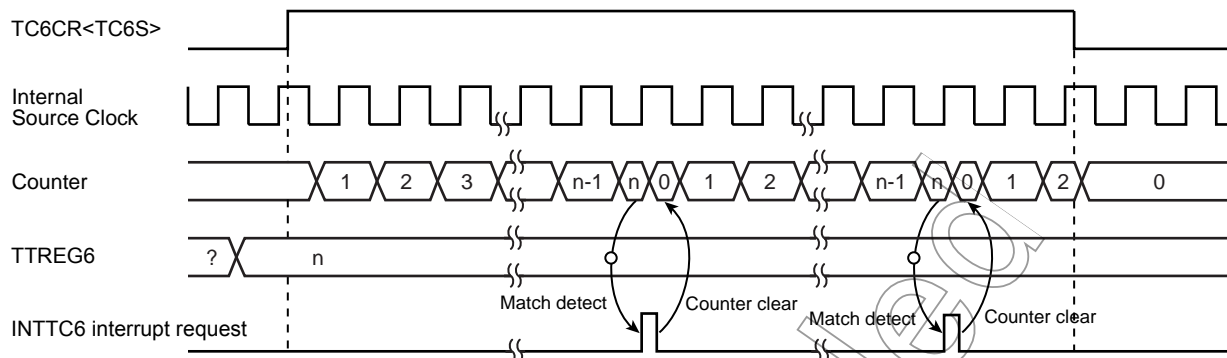 TC6CR<TC6S>
Internal
Source Clock
Counter
1 2 3 n-1 n 0 1 2 n-1 n 0 1 2 0
TTREG6
? n
Match detect Counter clear Match detect Counter clear
INTTC6 interrupt request